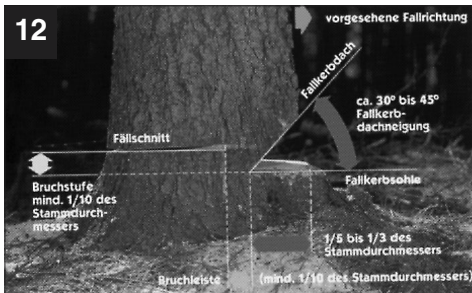 12
vorgesehene Fallrichtung
Fallkerbdach
ca. 30° bis 45°
Fallkerb-
dachneigung
Fällschnitt
Bruchstufe
mind. 1/10 des
Stammdurch-
messers
Fallkerbsohle
1/5 bis 1/3 des
Stammdurchmessers
Bruchleiste
(mind. 1/10 des Stammdurchmessers)